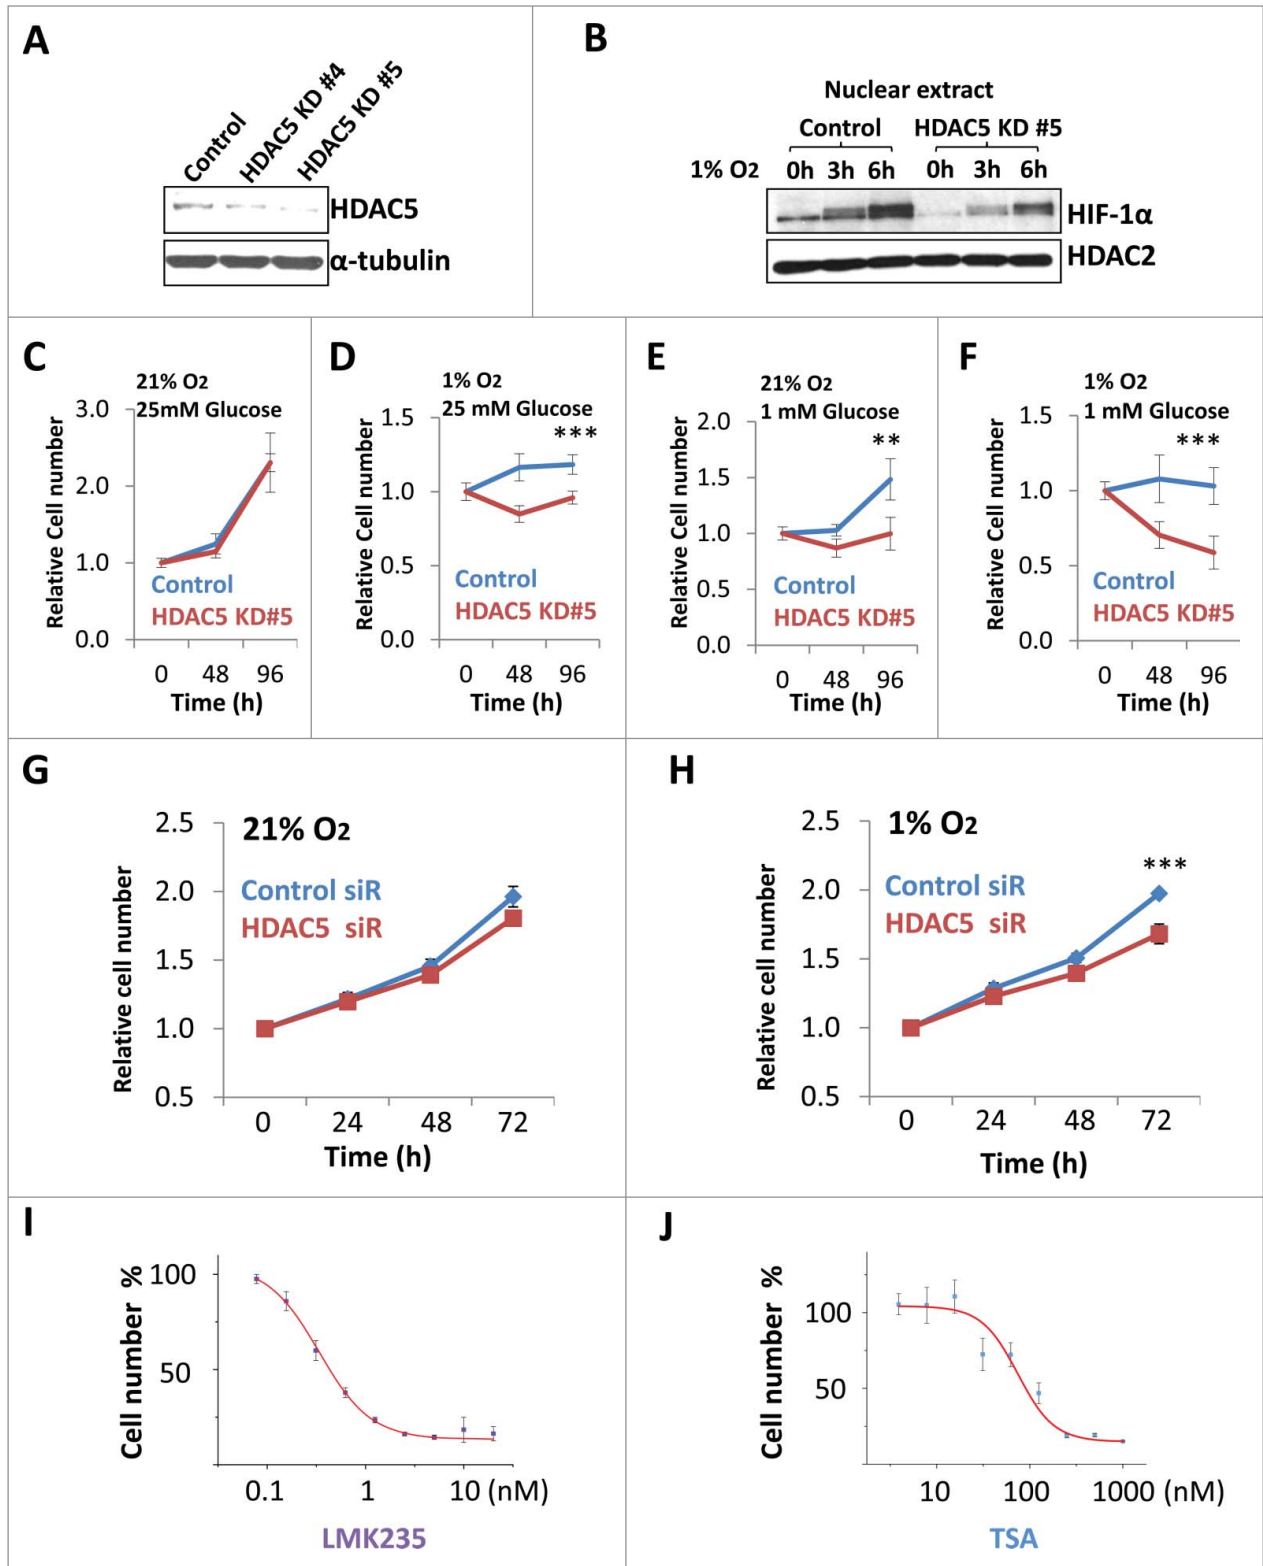 A
Control
HDAC5 KD #4
HDAC5 KD #5
HDAC5
α-tubulin
B
Nuclear extract
Control HDAC5 KD #5
1% O2 0h 3h 6h 0h 3h 6h
HIF-1α
HDAC2
C
21% O2
25mM Glucose
Relative Cell number
3.0
2.0
1.0
0.0
Control
HDAC5 KD#5
0 48 96
Time (h)
D
1% O2
25 mM Glucose
***
Relative Cell number
1.5
1.0
0.5
0.0
Control
HDAC5 KD#5
0 48 96
Time (h)
E
21% O2
1 mM Glucose
**
Relative Cell number
2.0
1.5
1.0
0.5
0.0
Control
HDAC5 KD#5
0 48 96
Time (h)
F
1% O2
1 mM Glucose
***
Relative Cell number
1.5
1.0
0.5
0.0
Control
HDAC5 KD#5
0 48 96
Time (h)
G
21% O2
Control siR
HDAC5 siR
Relative cell number
2.5
2.0
1.5
1.0
0.5
0 24 48 72
Time (h)
H
1% O2
***
Control siR
HDAC5 siR
Relative cell number
2.5
2.0
1.5
1.0
0.5
0 24 48 72
Time (h)
I
Cell number %
100
50
0.1 1 10 (nM)
LMK235
J
Cell number %
100
50
10 100 1000 (nM)
TSA